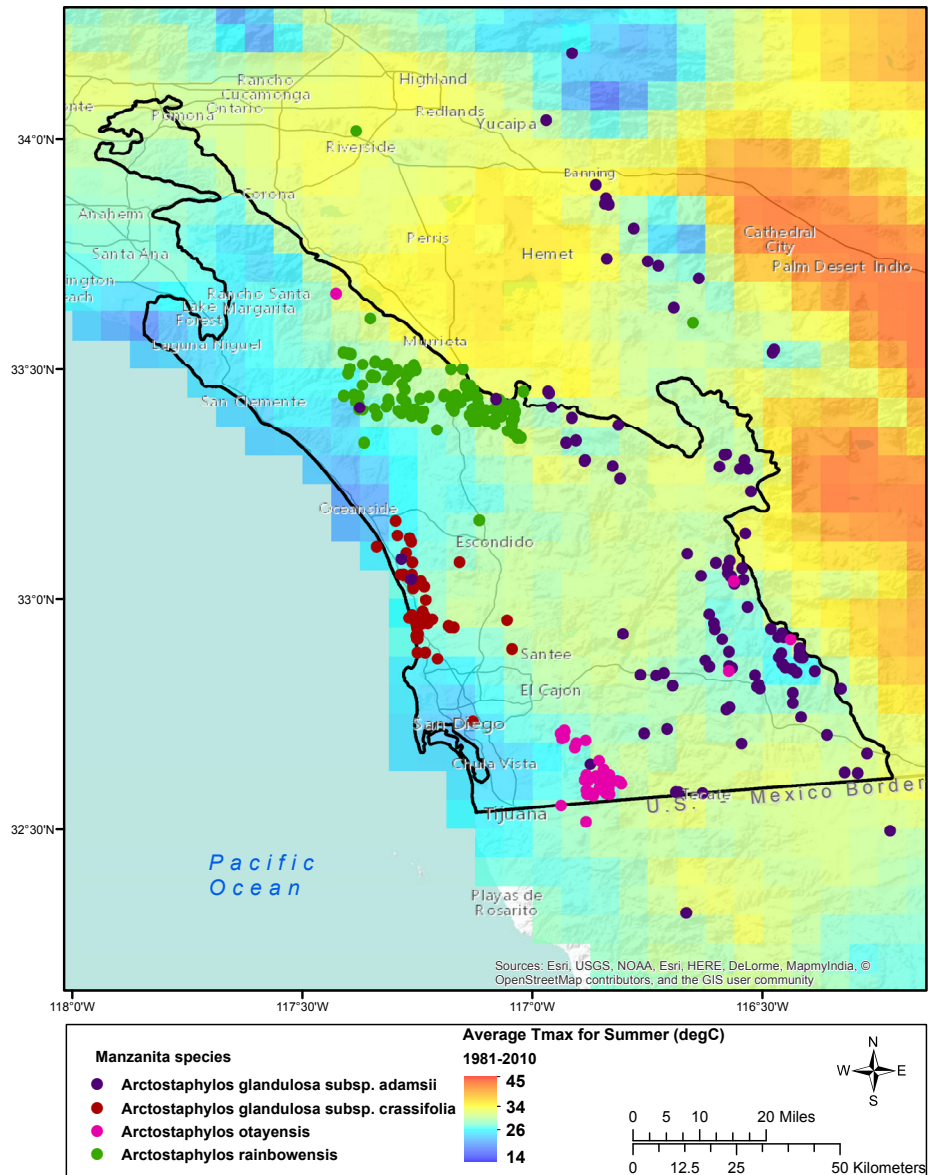 Rancho
Cucamonga
Highland
onte
Ontario
Redlands
Pomona
Yucaipa
34°0'N
Riverside
Banning
Corona
Anaheim
Perris
Cathedral
City
Santa Ana
Hemet
Palm Desert Indio
ington
each
Rancho Santa
Margarita
Lake
Forest
Murrieta
Laguna Niguel
33°30'N
San Clemente
Oceanside
Escondido
33°0'N
Santee
El Cajon
San Diego
Chula Vista
Tecate
U.S. - Mexico Border
Tijuana
32°30'N
Pacific
Ocean
Playas de
Rosarito
Sources: Esri, USGS, NOAA, Esri, HERE, DeLorme, MapmyIndia, ©
OpenStreetMap contributors, and the GIS user community
118°0'W 117°30'W 117°0'W 116°30'W
Manzanita species
Arctostaphylos glandulosa subsp. adamsii
Arctostaphylos glandulosa subsp. crassifolia
Arctostaphylos otayensis
Arctostaphylos rainbowensis
Average Tmax for Summer (degC)
1981-2010
45
34
26
14
N
W E
S
0 5 10 20 Miles
0 12.5 25 50 Kilometers